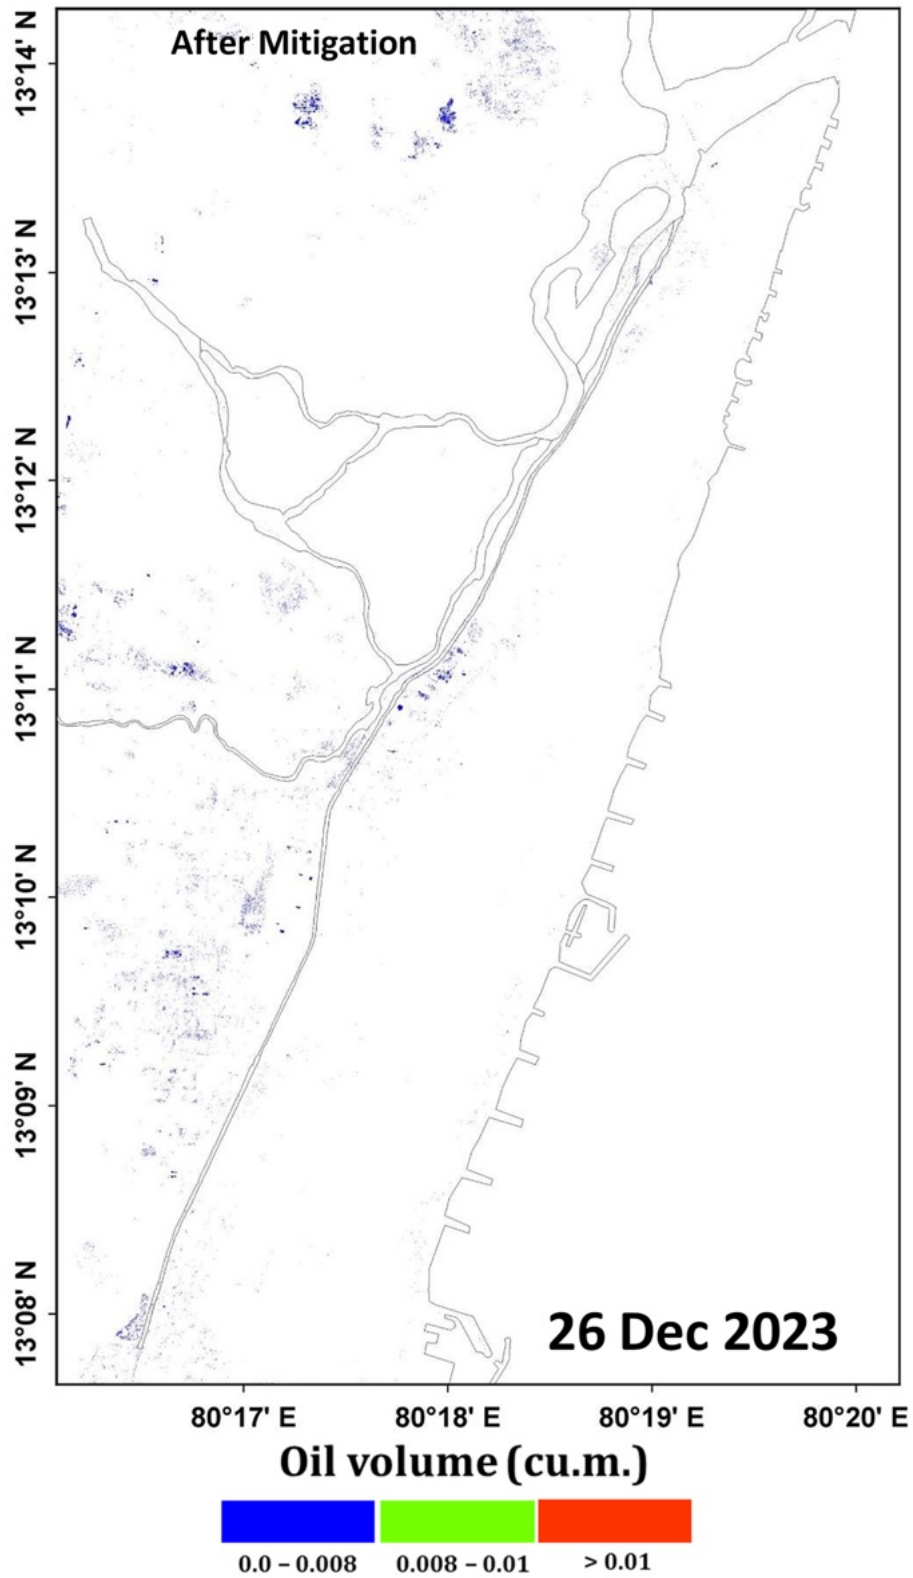 After Mitigation
13°14' N
13°13' N
13°12' N
13°11' N
13°10' N
13°09' N
13°08' N
26 Dec 2023
80°17' E 80°18' E 80°19' E 80°20' E
Oil volume (cu.m.)
0.0 – 0.008 0.008 – 0.01 > 0.01